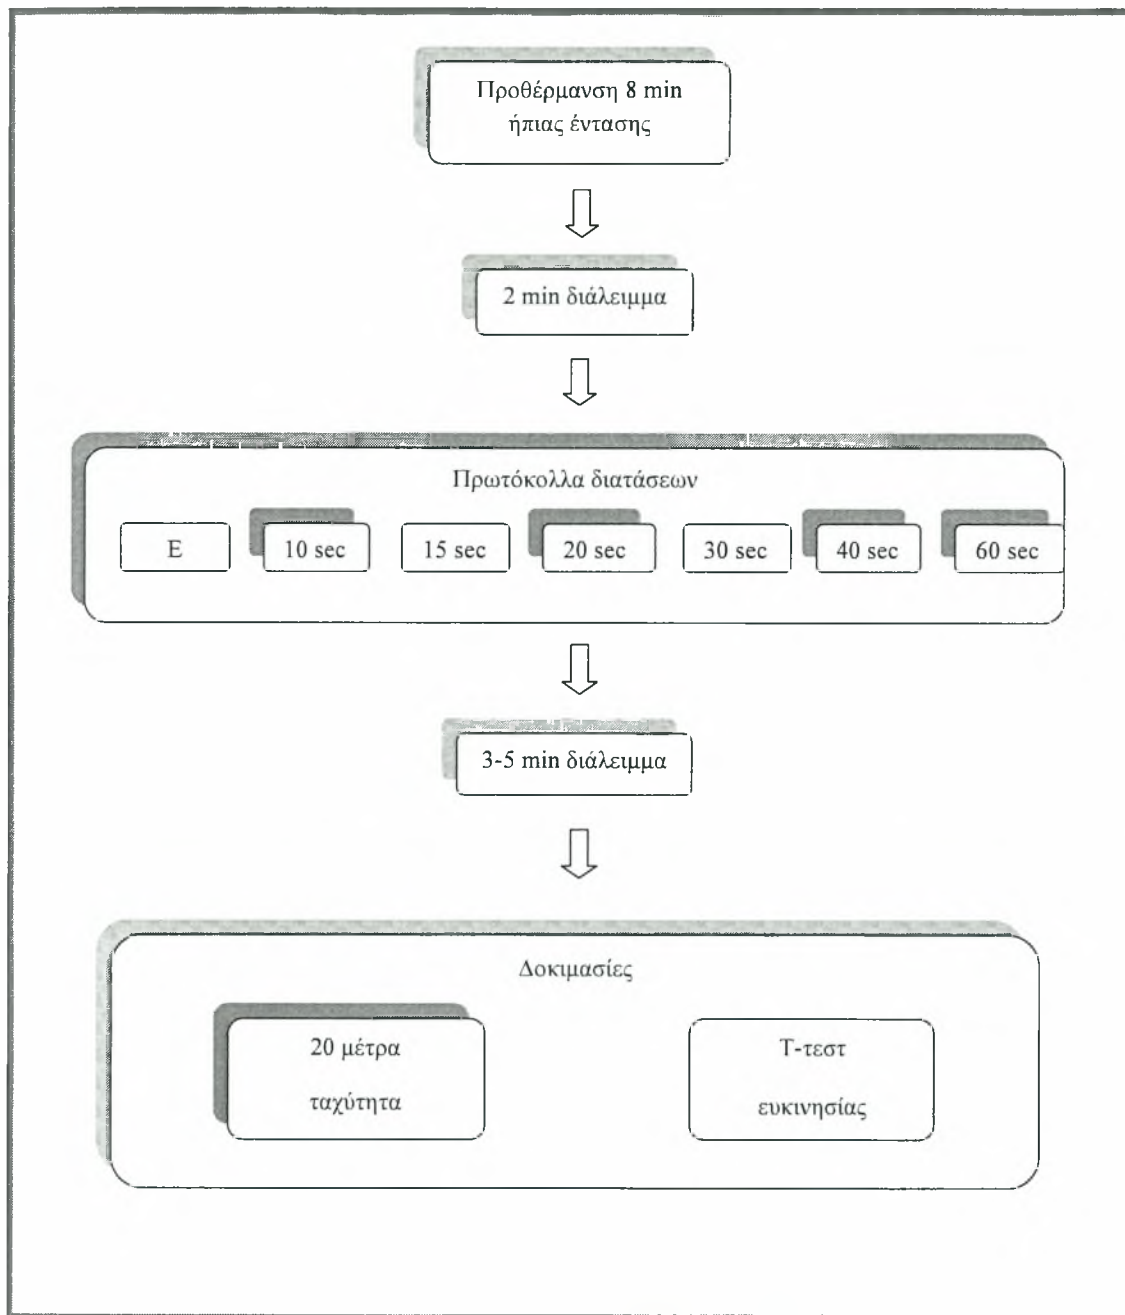 Προθέρμανση 8 min
ήπιας έντασης
2 min διάλειμμα
Πρωτόκολλα διατάσεων
Ε 10 sec 15 sec 20 sec 30 sec 40 sec 60 sec
3-5 min διάλειμμα
Δοκιμασίες
20 μέτρα
ταχύτητα
Τ-τεστ
ευκινησίας